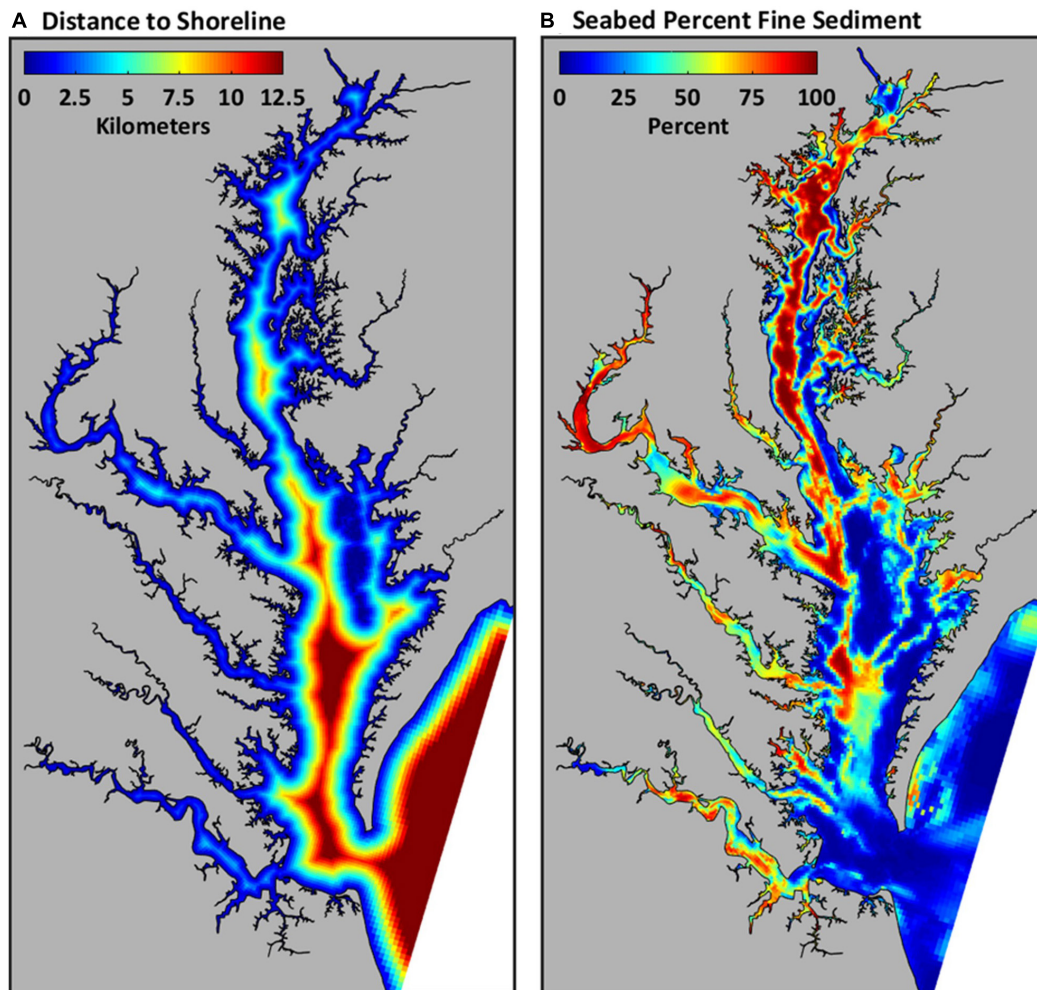 A Distance to Shoreline
0 2.5 5 7.5 10 12.5
Kilometers
B Seabed Percent Fine Sediment
0 25 50 75 100
Percent